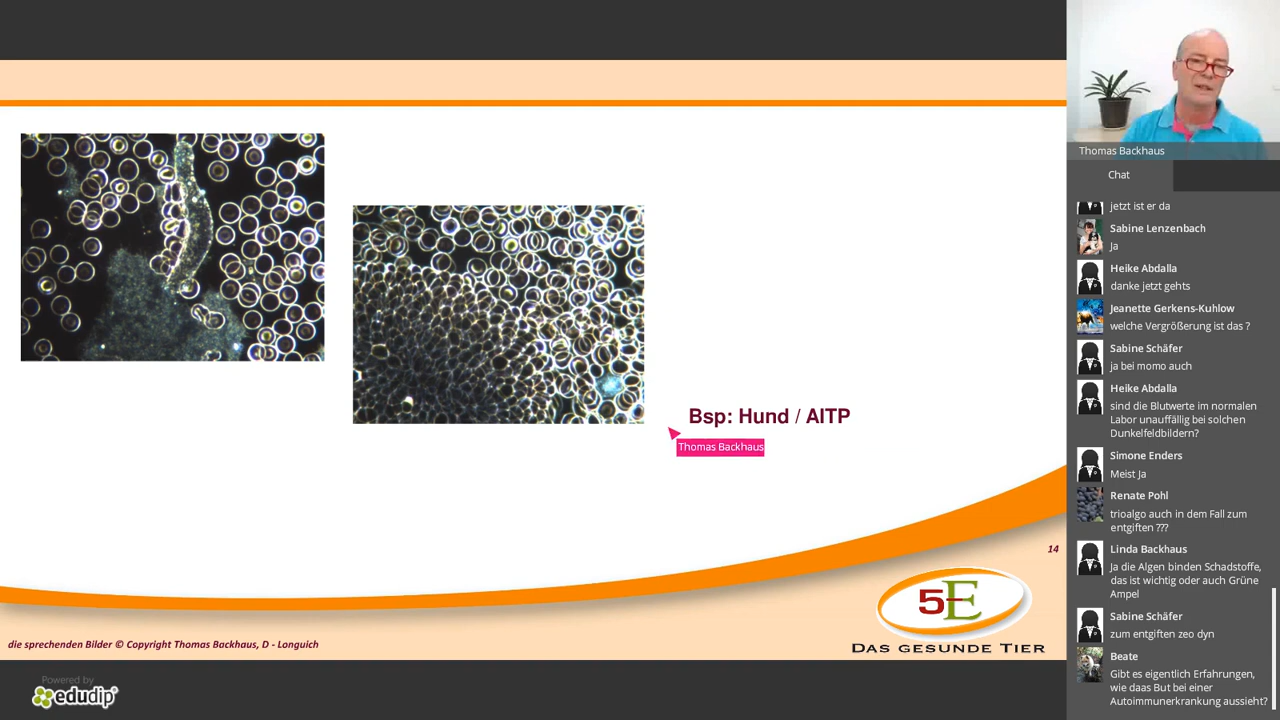 Thomas Backhaus
Chat
jetzt ist er da
Sabine Lenzenbach
Ja
Heike Abdalla
danke jetzt gehts
Jeanette Gerkens-Kuhlow
welche Vergrößerung ist das ?
Sabine Schäfer
ja bei momo auch
Heike Abdalla
sind die Blutwerte im normalen
Labor unauffällig bei solchen
Dunkelfeldbildern?
Simone Enders
Meist Ja
Renate Pohl
trioalgo auch in dem Fall zum
entgiften ???
Linda Backhaus
Ja die Algen binden Schadstoffe,
das ist wichtig oder auch Grüne
Ampel
Sabine Schäfer
zum entgiften zeo dyn
Beate
Gibt es eigentlich Erfahrungen,
wie daas But bei einer
Autoimmunerkrankung aussieht?
Bsp: Hund / AITP
Thomas Backhaus
14
5E
DAS GESUNDE TIER
die sprechenden Bilder © Copyright Thomas Backhaus, D - Longuich
Powered by
edudip